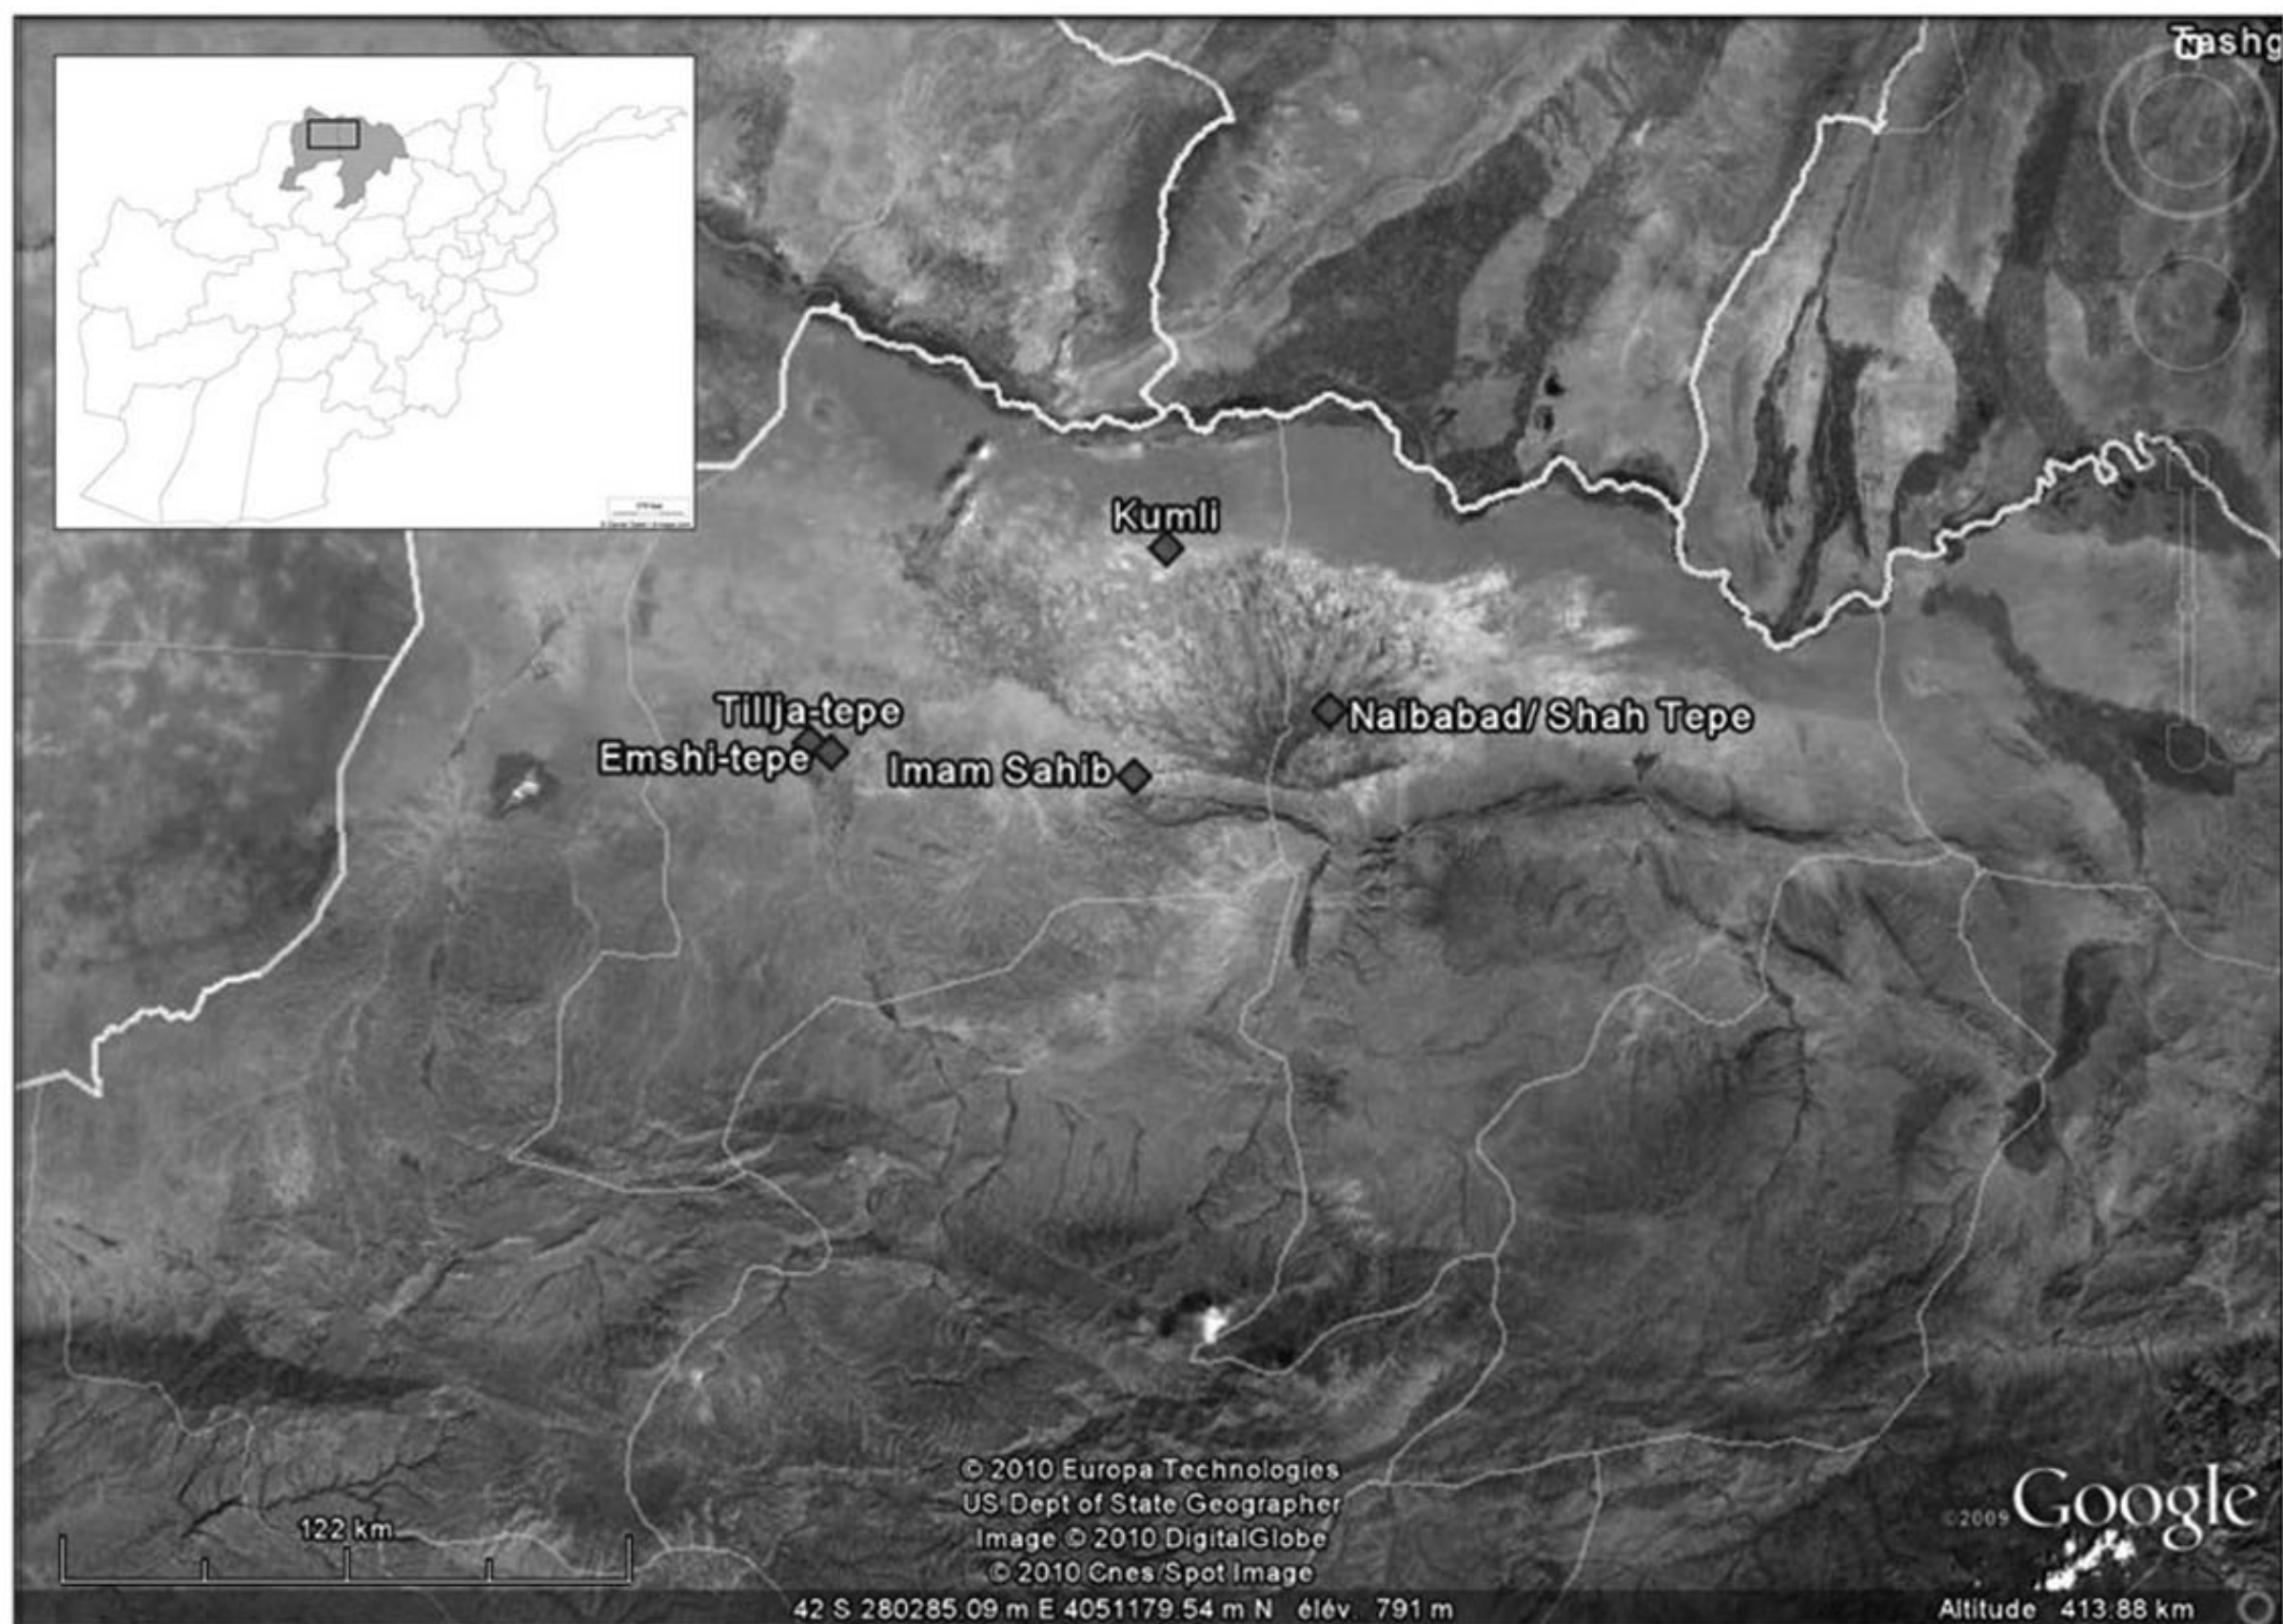 Kumli
Tillja-tepe
Emshi-tepe
Imam Sahib
Naibabad/ Shah Tepe
N
122 km
© 2010 Europa Technologies
US Dept of State Geographer
Image © 2010 DigitalGlobe
© 2010 Cnes/Spot Image
©2009 Google
42 S 280285.09 m E 4051179.54 m N élév 791 m
Altitude 413.88 km